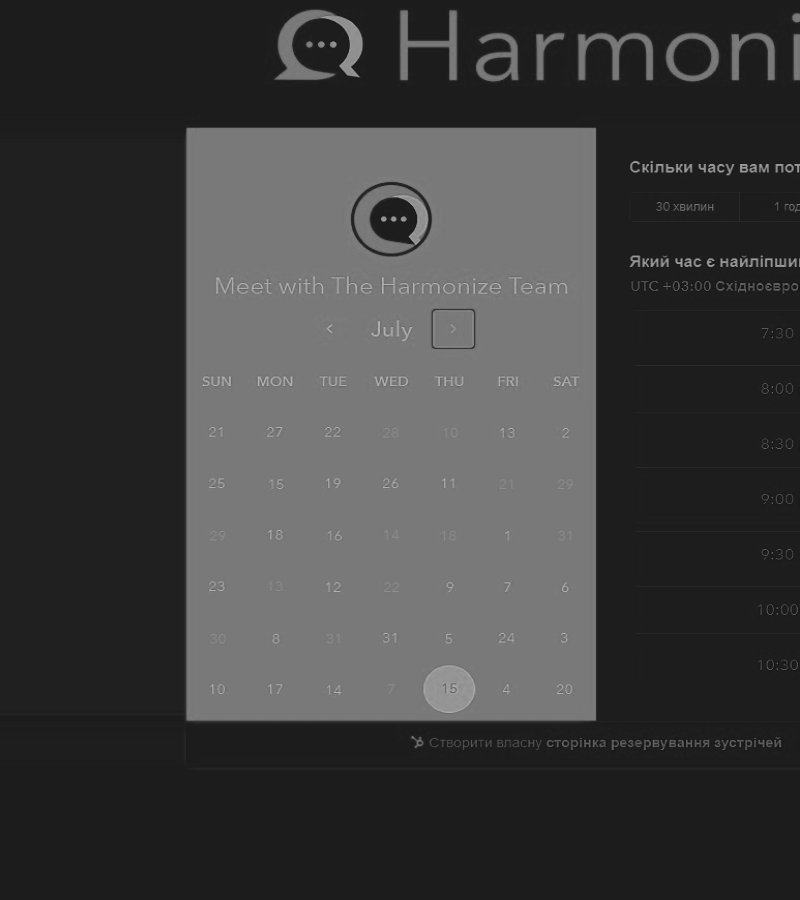 Harmoni
Meet with The Harmonize Team
July
SUN MON TUE WED THU FRI SAT
21 27 22 28 10 13 2
25 15 19 26 11 21 29
29 18 16 14 18 1 31
23 13 12 22 9 7 6
30 8 31 31 5 24 3
10 17 14 7 15 4 20
Скільки часу вам пот
30 хвилин 1 год
Який час є найліпши
UTC +03:00 Східноєвро
7:30
8:00
8:30
9:00
9:30
10:00
10:30
Створити власну сторінка резервування зустрічей